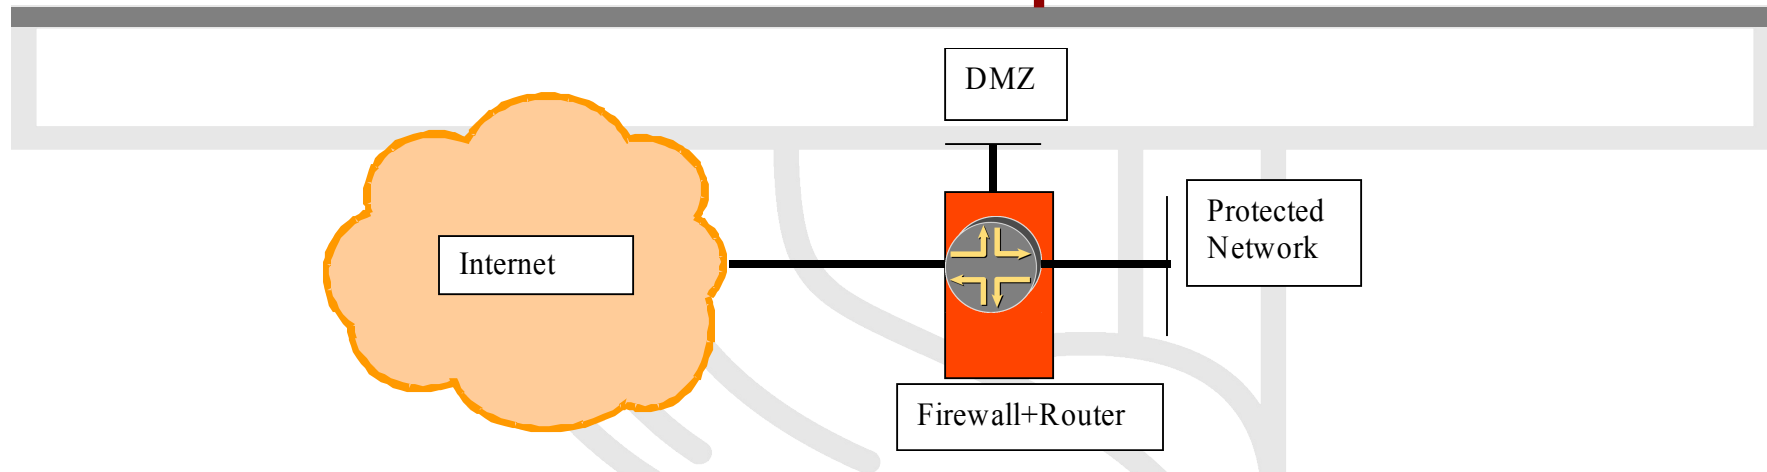 DMZ
Protected
Network
Internet
Firewall+Router